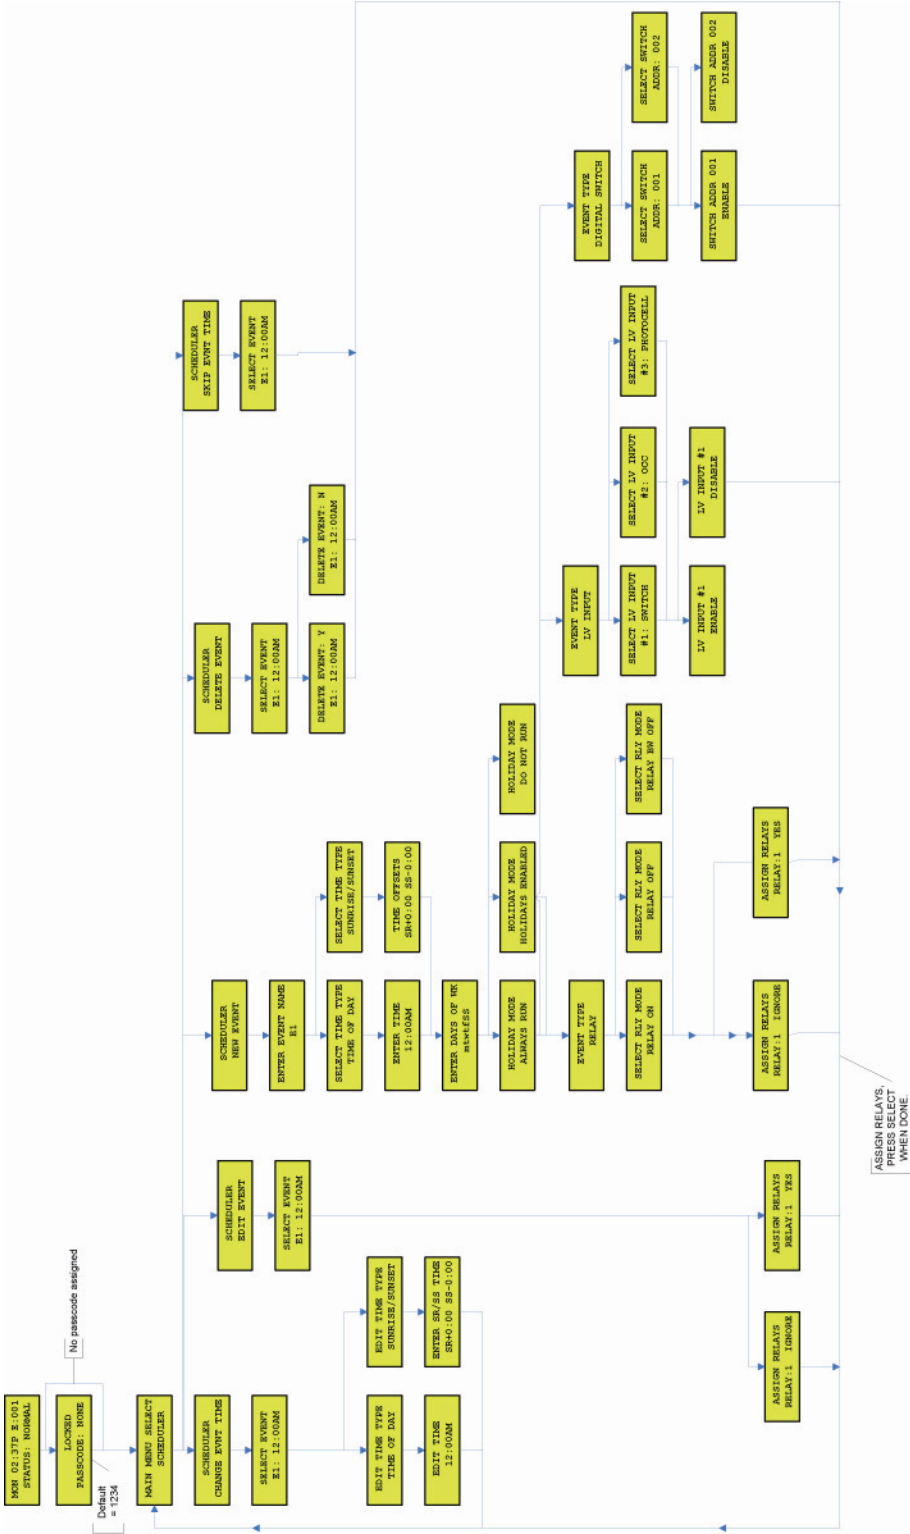 MON 02:37P E:001
STATUS: NORMAL
LOCKED
PASSCODE: NONE
No passcode assigned
Default
= 1234
MAIN MENU SELECT
SCHEDULER
SCHEDULER
CHANGE EVNT TIME
SELECT EVENT
E1: 12:00AM
EDIT TIME TYPE
TIME OF DAY
EDIT TIME TYPE
SUNRISE/SUNSET
EDIT TIME
12:00AM
ENTER SR/SS TIME
SR+0:00 SS-0:00
SCHEDULER
EDIT EVENT
SELECT EVENT
E1: 12:00AM
ASSIGN RELAYS
RELAY:1 IGNORE
ASSIGN RELAYS
RELAY:1 YES
SCHEDULER
NEW EVENT
ENTER EVENT NAME
E1
SELECT TIME TYPE
TIME OF DAY
SELECT TIME TYPE
SUNRISE/SUNSET
ENTER TIME
12:00AM
TIME OFFSETS
SR+0:00 SS-0:00
ENTER DAYS OF WK
mtwtfSS
HOLIDAY MODE
ALWAYS RUN
HOLIDAY MODE
HOLIDAYS ENABLED
HOLIDAY MODE
DO NOT RUN
EVENT TYPE
RELAY
SELECT RLY MODE
RELAY ON
SELECT RLY MODE
RELAY OFF
SELECT RLY MODE
RELAY BW OFF
ASSIGN RELAYS
RELAY:1 IGNORE
ASSIGN RELAYS
RELAY:1 YES
EVENT TYPE
LV INPUT
SELECT LV INPUT
#1: SWITCH
SELECT LV INPUT
#2: OCC
SELECT LV INPUT
#3: PHOTOCELL
LV INPUT #1
ENABLE
LV INPUT #1
DISABLE
EVENT TYPE
DIGITAL SWITCH
SELECT SWITCH
ADDR: 001
SELECT SWITCH
ADDR: 002
SWITCH ADDR 001
ENABLE
SWITCH ADDR 002
DISABLE
SCHEDULER
DELETE EVENT
SELECT EVENT
E1: 12:00AM
DELETE EVENT: Y
E1: 12:00AM
DELETE EVENT: N
E1: 12:00AM
SCHEDULER
SKIP EVNT TIME
SELECT EVENT
E1: 12:00AM
ASSIGN RELAYS,
PRESS SELECT
WHEN DONE.